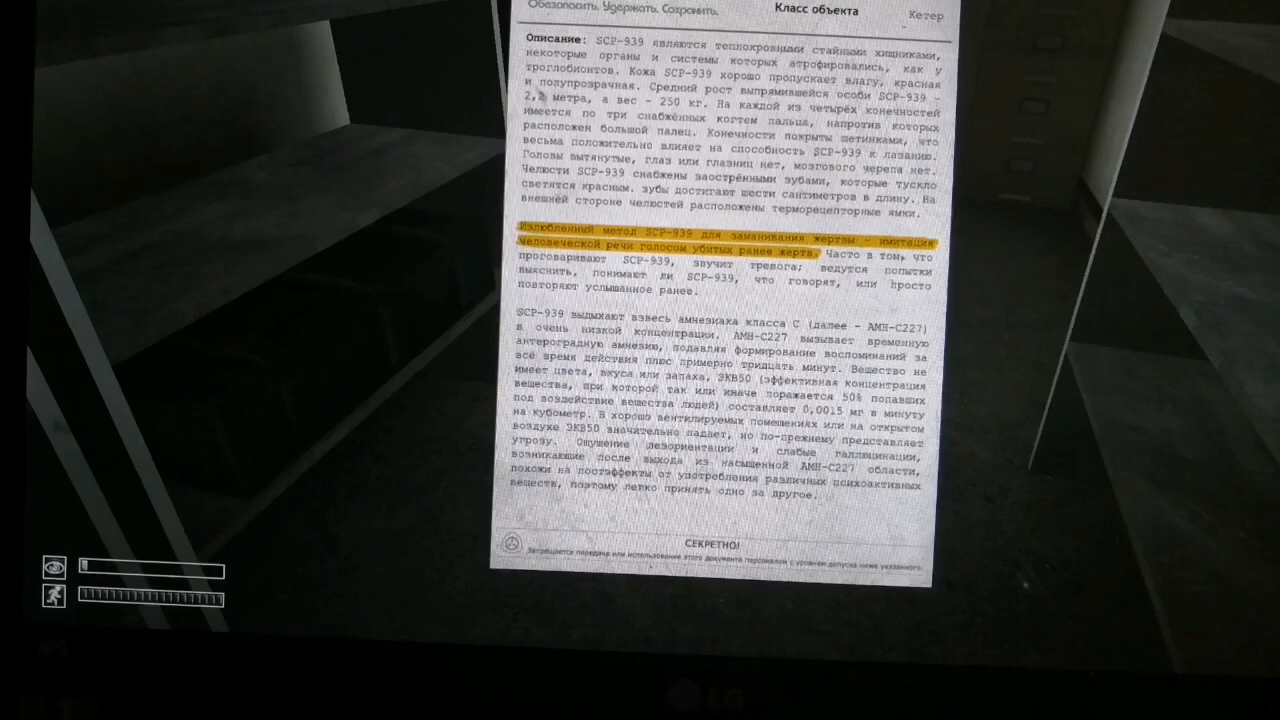 Обезопасить. Удержать. Сохранить. Класс объекта Кетер
Описание: SCP-939 являются теплокровными стайными хищниками,
некоторые органы и системы которых атрофировались, как у
троглобионтов. Кожа SCP-939 хорошо пропускает влагу, красная
и полупрозрачная. Средний рост выпрямившейся особи SCP-939 -
2,2 метра, а вес - 250 кг. На каждой из четырёх конечностей
имеется по три снабжённых когтем пальца, напротив которых
расположен большой палец. Конечности покрыты щетинками, что
весьма положительно влияет на способность SCP-939 к лазанию.
Головы вытянутые, глаз или глазниц нет, мозгового черепа нет.
Челюсти SCP-939 снабжены заострёнными зубами, которые тускло
светятся красным. зубы достигают шести сантиметров в длину. На
внешней стороне челюстей расположены терморецепторные ямки.
Излюбленный метод SCP-939 для заманивания жертвы - имитация
человеческой речи голосом убитых ранее жертв. Часто в том, что
проговаривают SCP-939, звучит тревога; ведутся попытки
выяснить, понимают ли SCP-939, что говорят, или просто
повторяют услышанное ранее.
SCP-939 выдыхают взвесь амнезиака класса C (далее - АМН-C227)
в очень низкой концентрации. АМН-C227 вызывает временную
антероградную амнезию, подавляя формирование воспоминаний за
всё время действия плюс примерно тридцать минут. Вещество не
имеет цвета, вкуса или запаха, ЭКВ50 (эффективная концентрация
вещества, при которой так или иначе поражается 50% попавших
под воздействие вещества людей) составляет 0,0015 мг в минуту
на кубометр. В хорошо вентилируемых помещениях или на открытом
воздухе ЭКВ50 значительно падает, но по-прежнему представляет
угрозу. Ощущение дезориентации и слабые галлюцинации,
возникающие после выхода из насыщенной АМН-C227 области,
похожи на постэффекты от употребления различных психоактивных
веществ, поэтому легко принять одно за другое.
СЕКРЕТНО!
Запрещается передача или использование этого документа персоналом с уровнем допуска ниже указанного.
LG